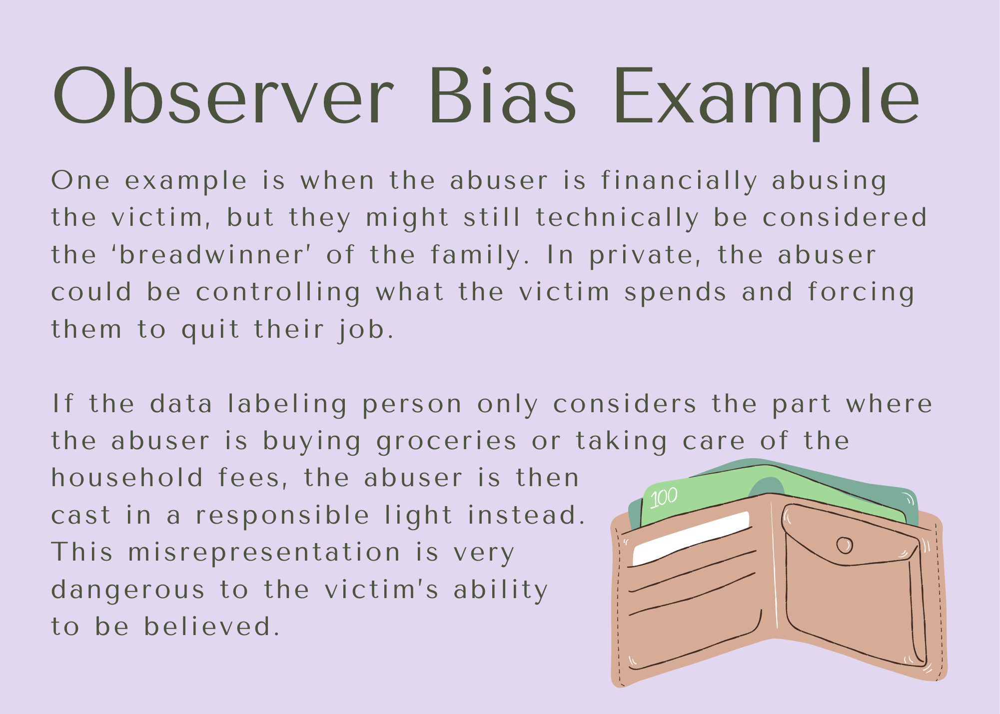 Observer Bias Example
One example is when the abuser is financially abusing
the victim, but they might still technically be considered
the ‘breadwinner’ of the family. In private, the abuser
could be controlling what the victim spends and forcing
them to quit their job.
If the data labeling person only considers the part where
the abuser is buying groceries or taking care of the
household fees, the abuser is then
cast in a responsible light instead.
This misrepresentation is very
dangerous to the victim’s ability
to be believed.
100